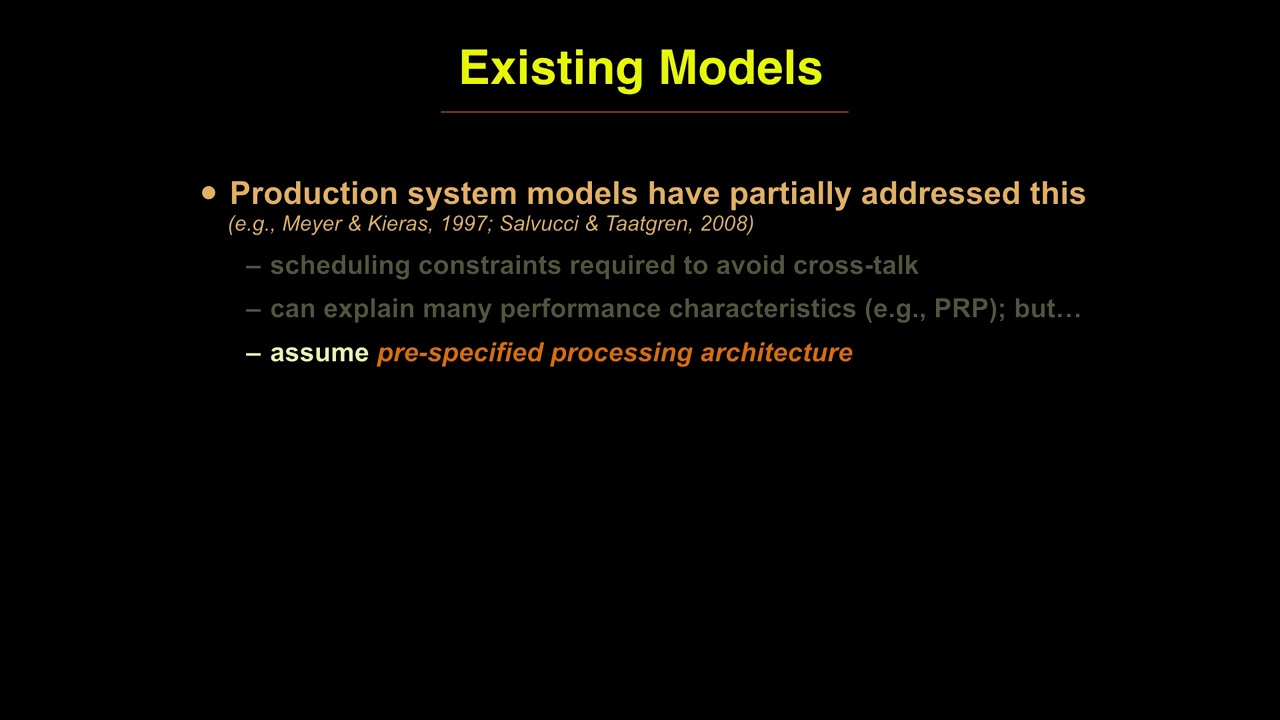 Existing Models
• Production system models have partially addressed this
(e.g., Meyer & Kieras, 1997; Salvucci & Taatgren, 2008)
– scheduling constraints required to avoid cross-talk
– can explain many performance characteristics (e.g., PRP); but…
– assume pre-specified processing architecture